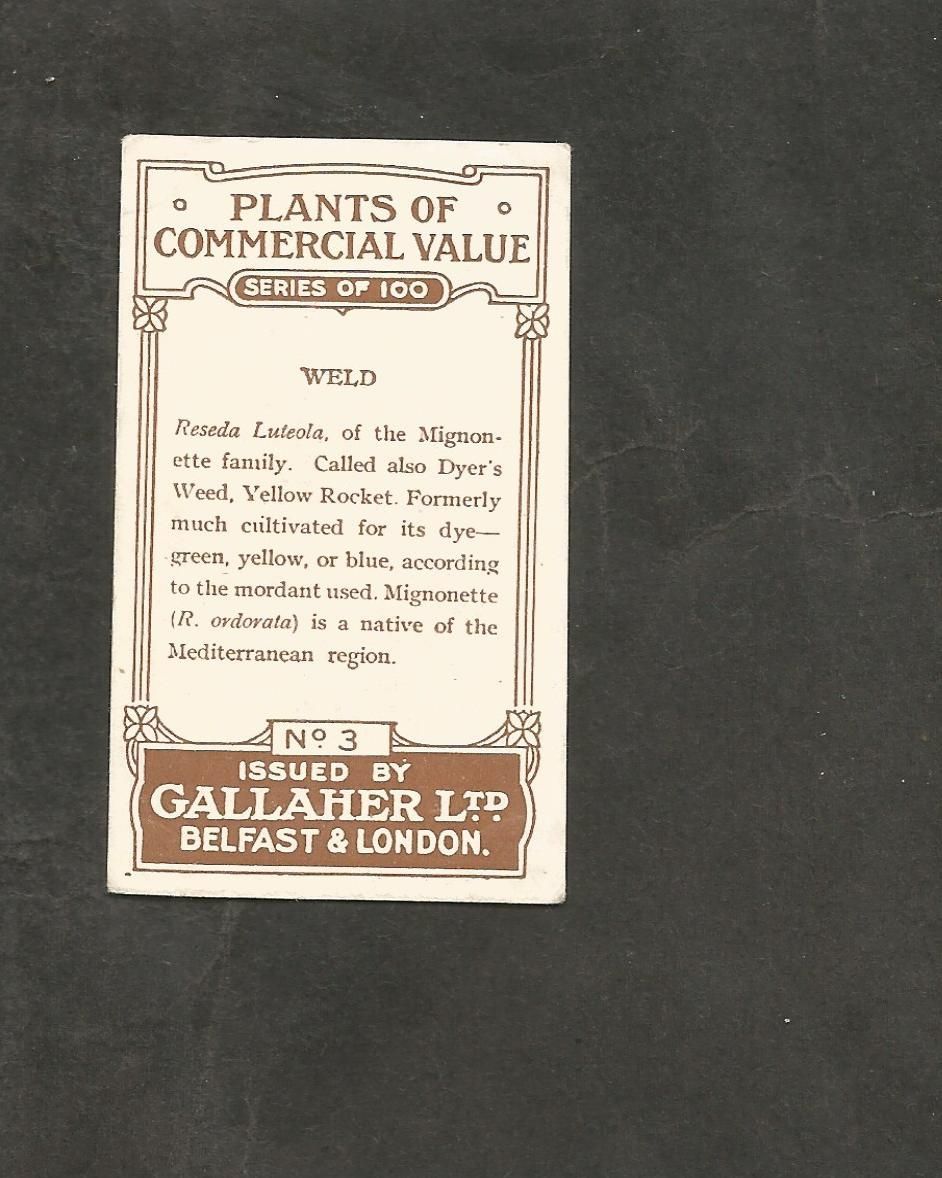 PLANTS OF
COMMERCIAL VALUE
SERIES OF 100
WELD
Reseda Luteola, of the Mignon-
ette family. Called also Dyer's
Weed, Yellow Rocket. Formerly
much cultivated for its dye—
green, yellow, or blue, according
to the mordant used. Mignonette
(R. ordorata) is a native of the
Mediterranean region.
Nº 3
ISSUED BY
GALLAHER LTD.
BELFAST & LONDON.